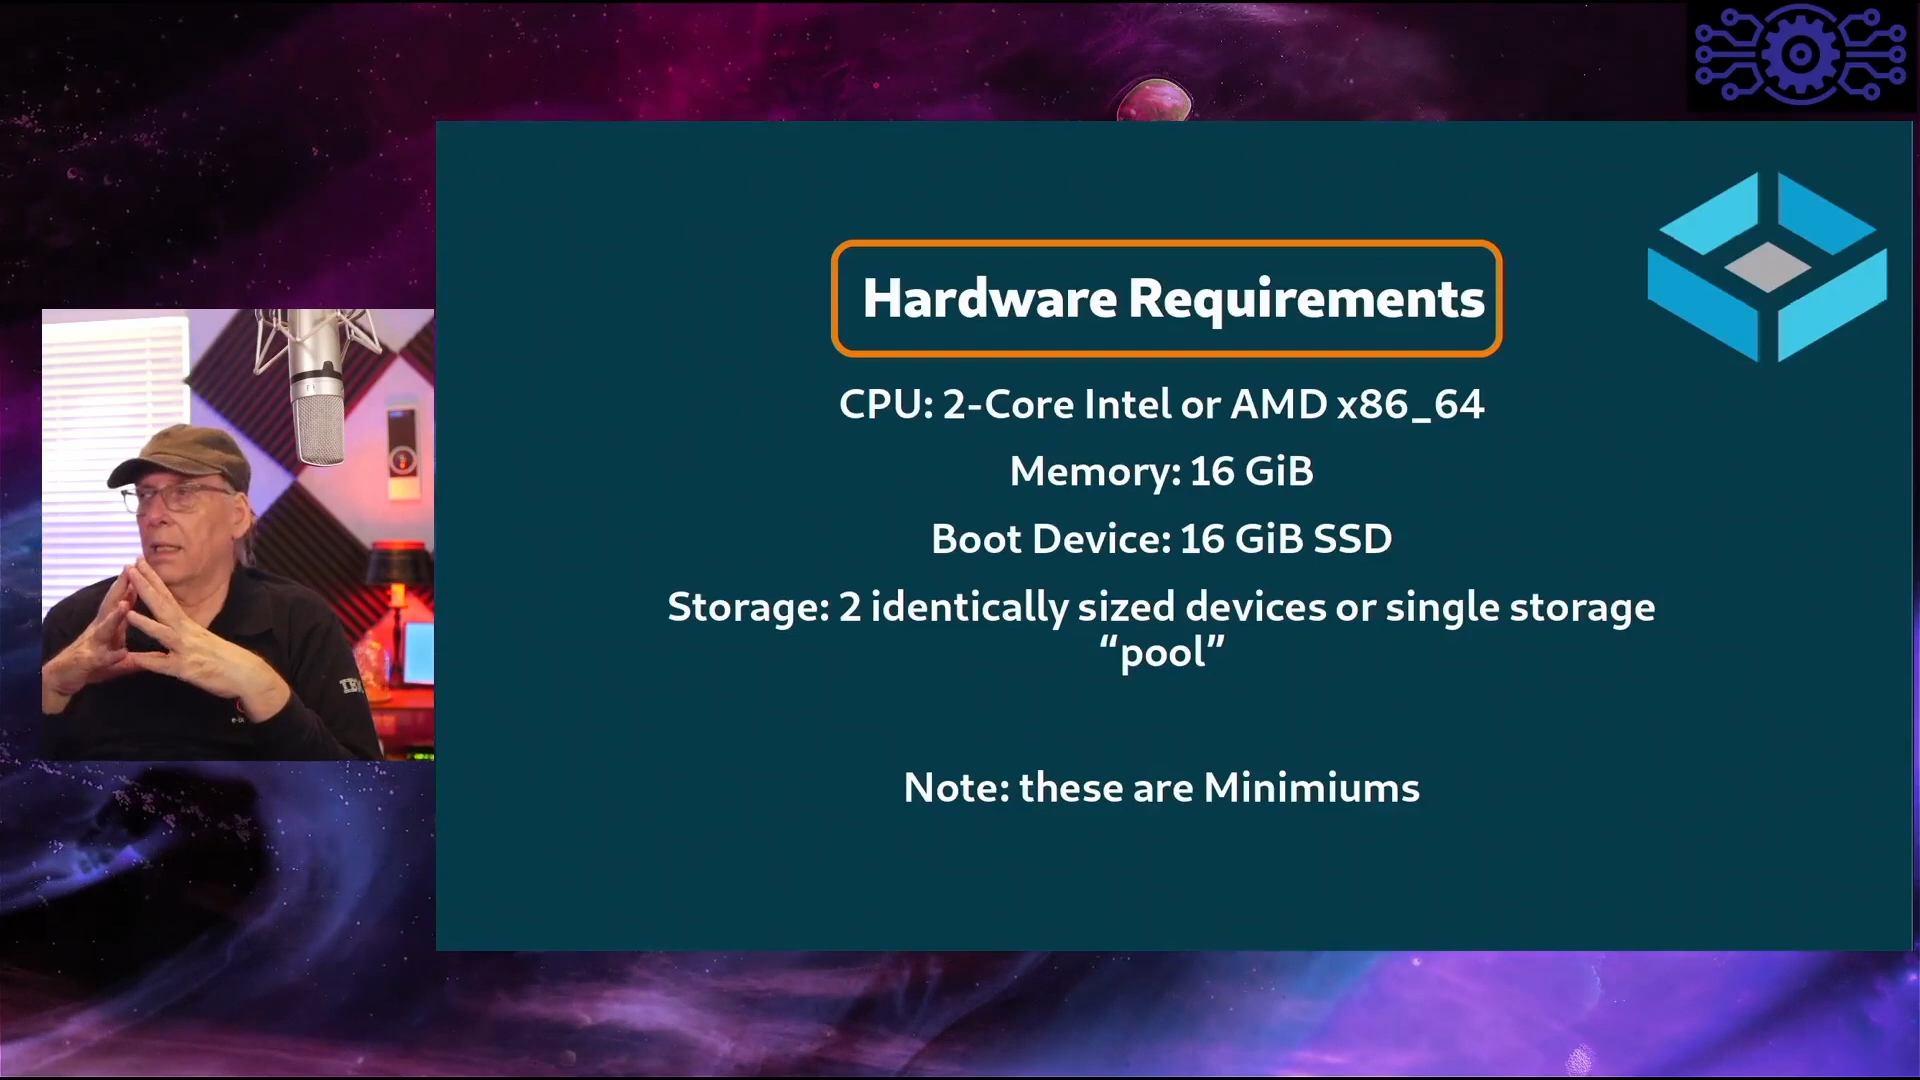 Hardware Requirements
CPU: 2-Core Intel or AMD x86_64
Memory: 16 GiB
Boot Device: 16 GiB SSD
Storage: 2 identically sized devices or single storage
“pool”
Note: these are Minimiums